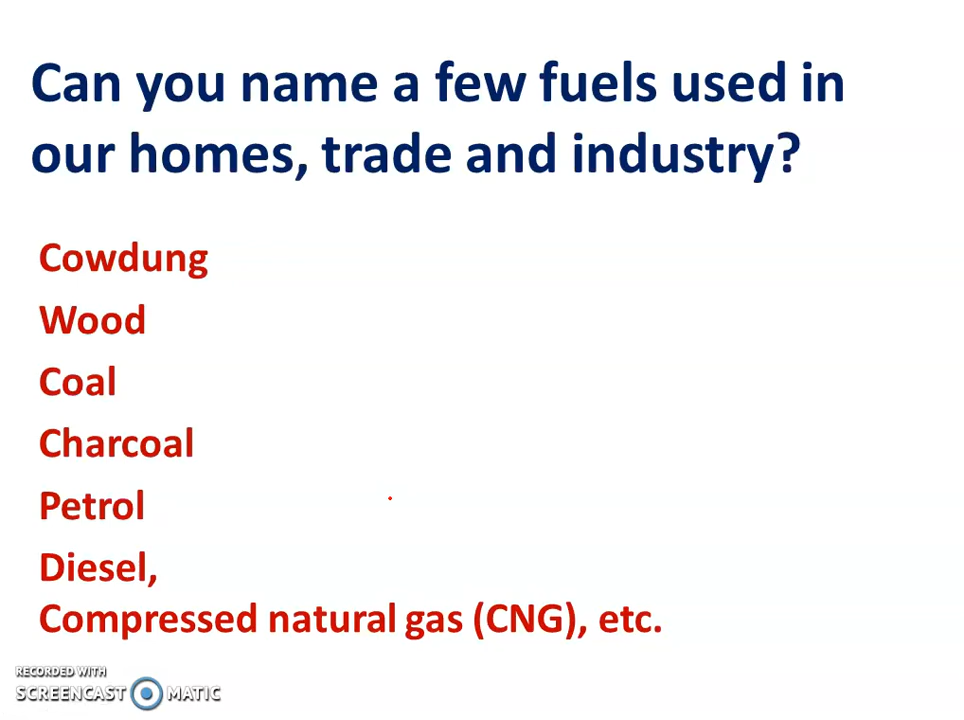 Can you name a few fuels used in
our homes, trade and industry?
Cowdung
Wood
Coal
Charcoal
Petrol
Diesel,
Compressed natural gas (CNG), etc.
RECORDED WITH
SCREENCAST MATIC